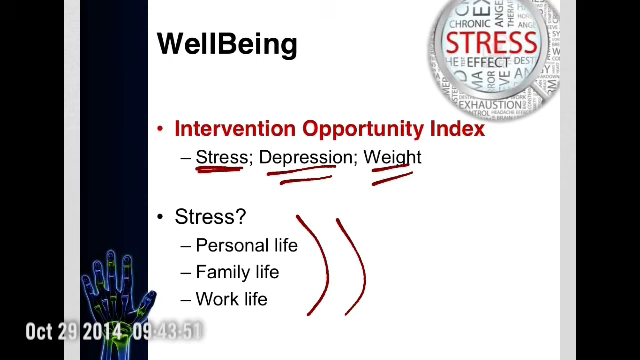 WellBeing
CHRONIC
STRESS
THE EFFECT
EXHAUSTION
• Intervention Opportunity Index
– Stress; Depression; Weight
• Stress?
– Personal life
– Family life
– Work life
Oct 29 2014 09:43:51